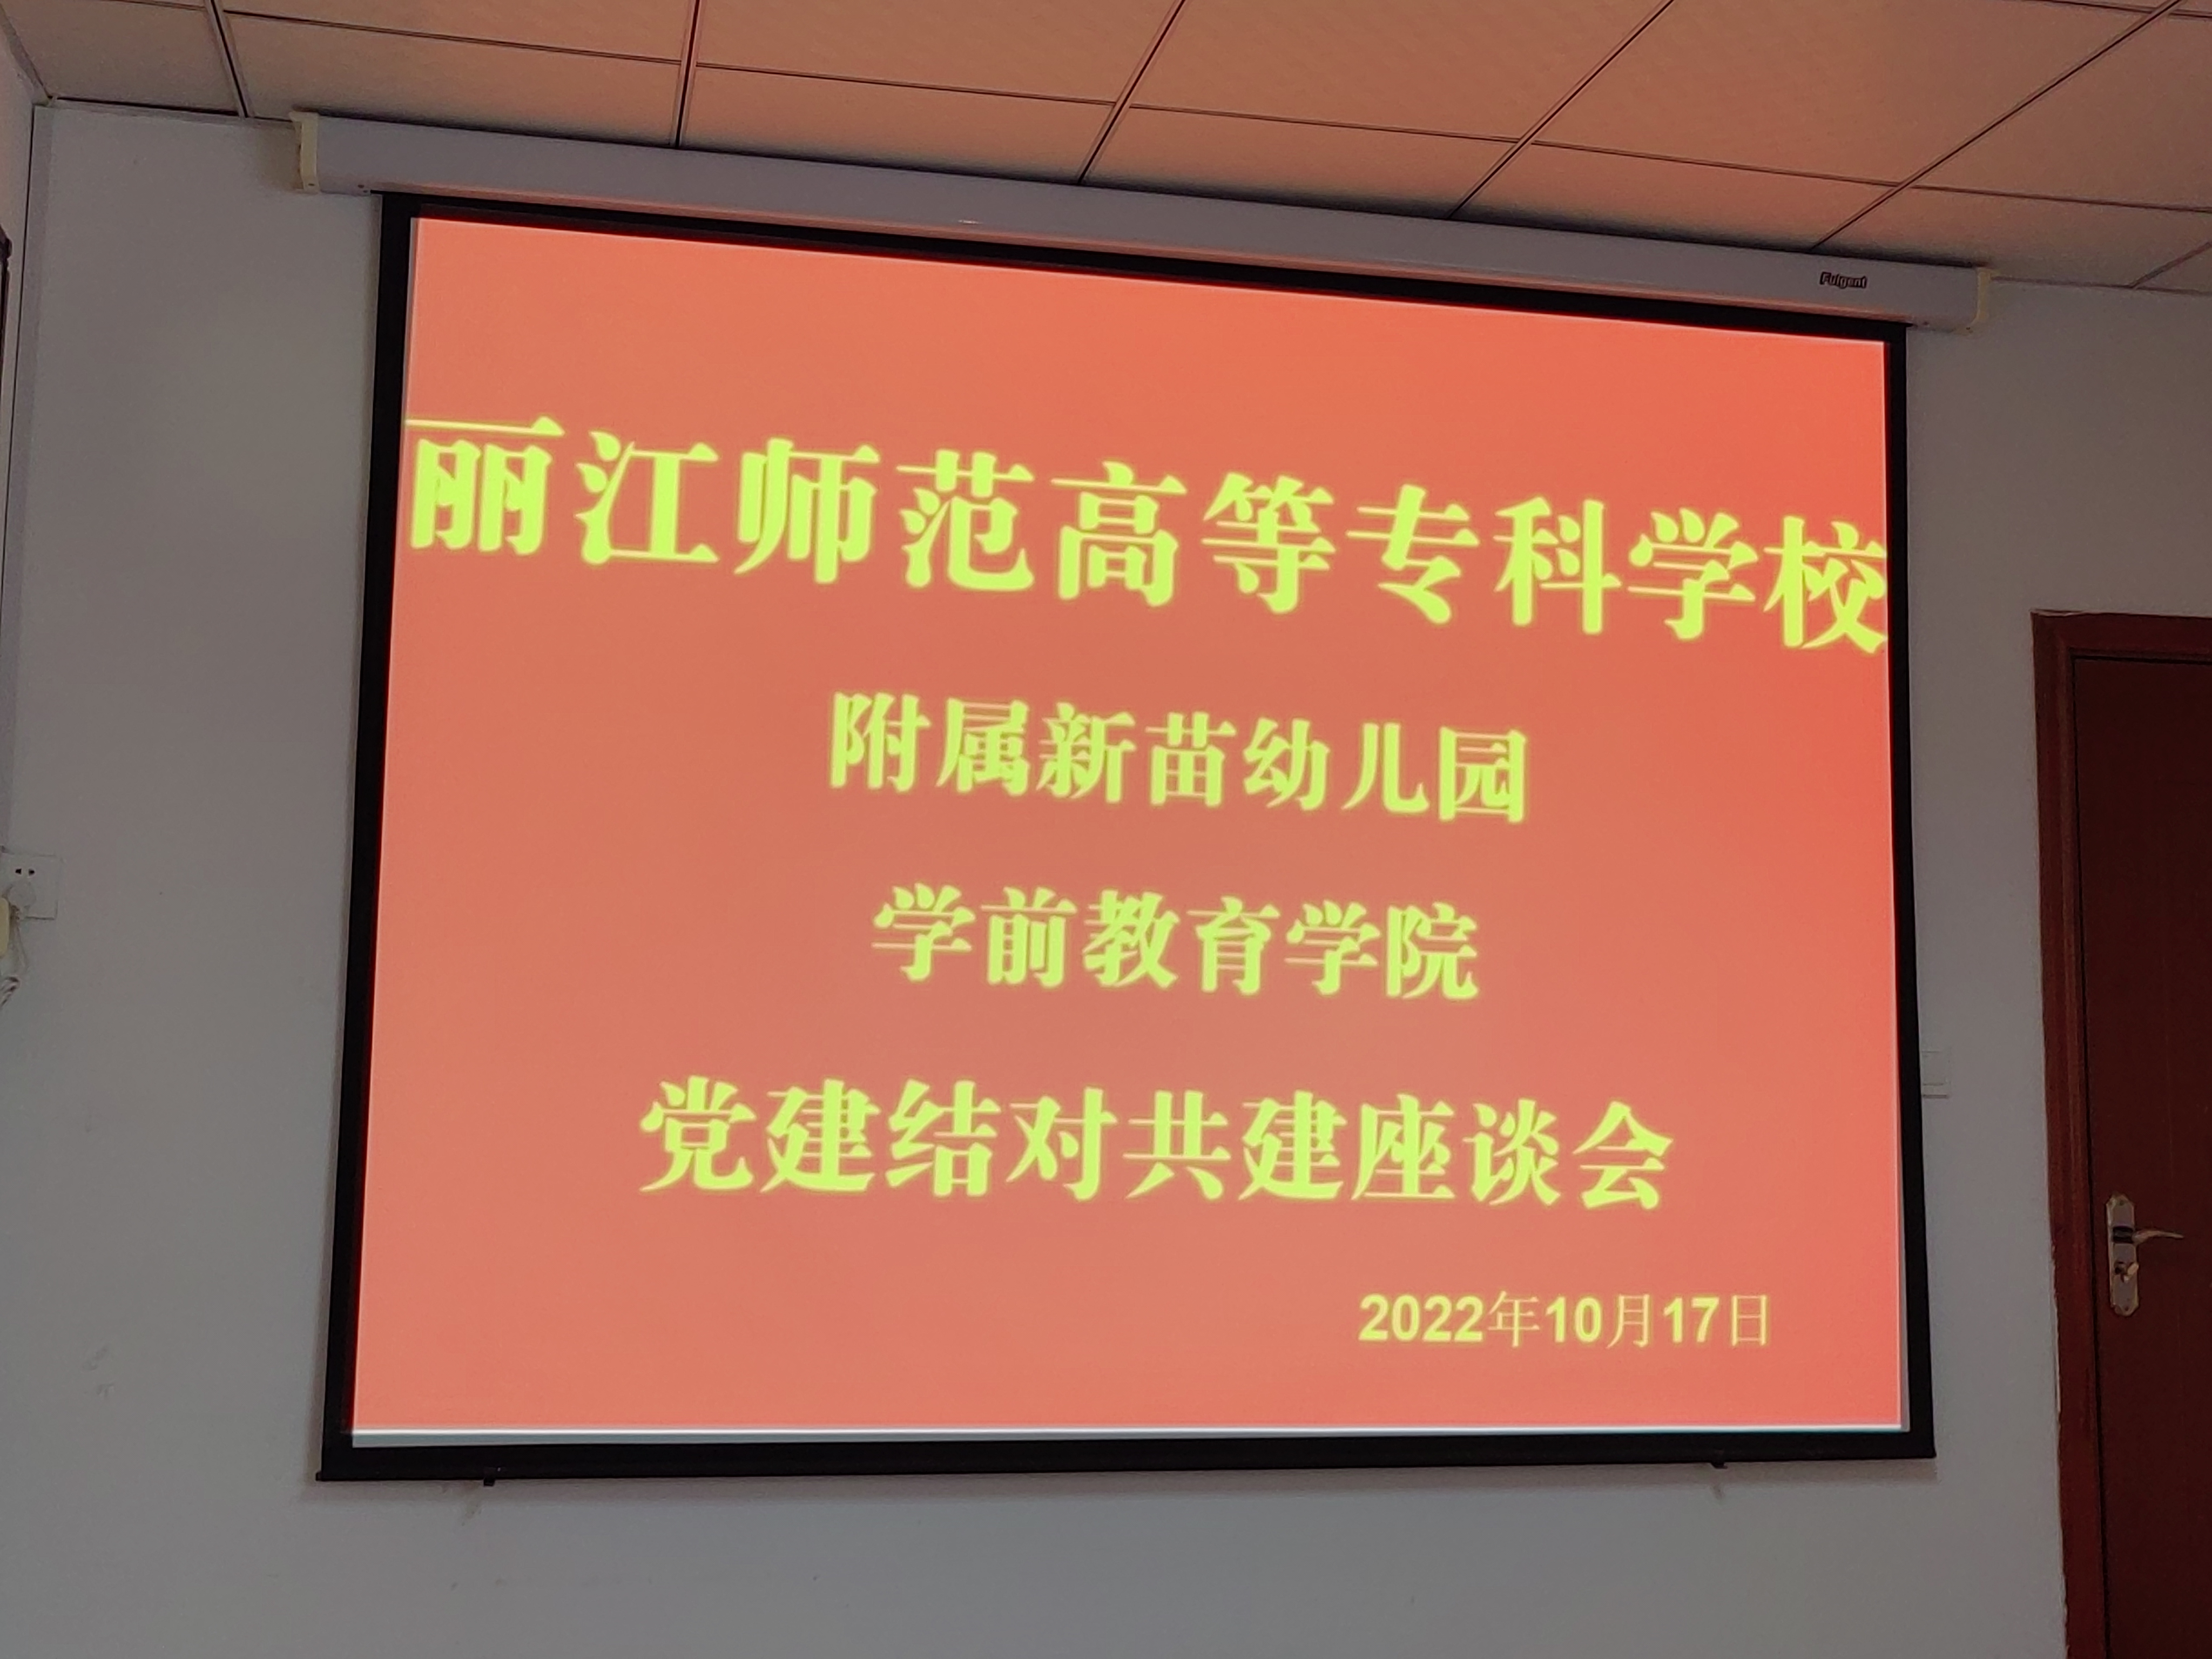 Fulgent
丽江师范高等专科学校
附属新苗幼儿园
学前教育学院
党建结对共建座谈会
2022年10月17日